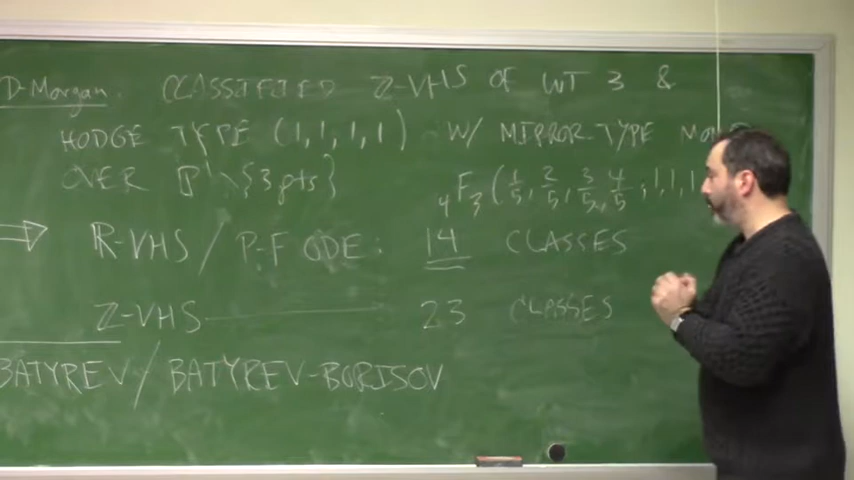 D-Morgan. CLASSIFIED Z-VHS OF WT 3 &
HODGE TYPE (1,1,1,1) W/ MIRROR-TYPE
OVER P¹\{3pts} ₄F₃(1/5, 2/5, 3/5, 4/5; 1,1,1
⇒ R-VHS / P-F ODE: 14 CLASSES
Z-VHS — 23 CLASSES
BATYREV / BATYREV-BORISOV